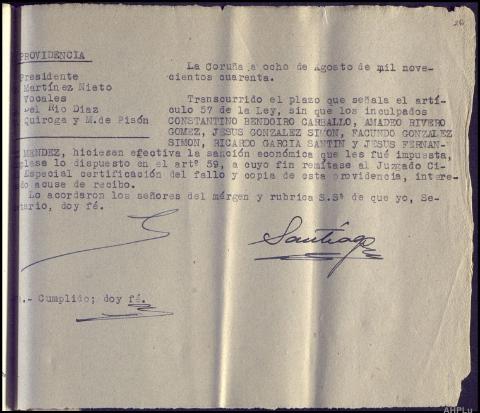 26
PROVIDENCIA
La Coruña a ocho de Agosto de mil nove-
cientos cuarenta.
Presidente
Martínez Nieto
Vocales
Del Rio Diaz
Quiroga y M.de Pisón
Transcurrido el plazo que señala el artí-
culo 57 de la Ley, sin que los inculpados
CONSTANTINO BENDOIRO CARBALLO, AMADEO RIVERO
GOMEZ, JESUS GONZALEZ SIMON, FACUNDO GONZALEZ
SIMON, RICARDO GARCIA SANTIN Y JESUS FERNAN-
MENDEZ, hiciesen efectiva la sanción económica que les fué impuesta,
plase lo dispuesto en el artº 59, a cuyo fin remítase al Juzgado Ci-
Especial certificación del fallo y copia de esta providencia, intere-
do acuse de recibo.
Lo acordaron los señores del márgen y rubrica S.Sª de que yo, Se-
tario, doy fé.
Santiago
.- Cumplido; doy fé.
AHPLu